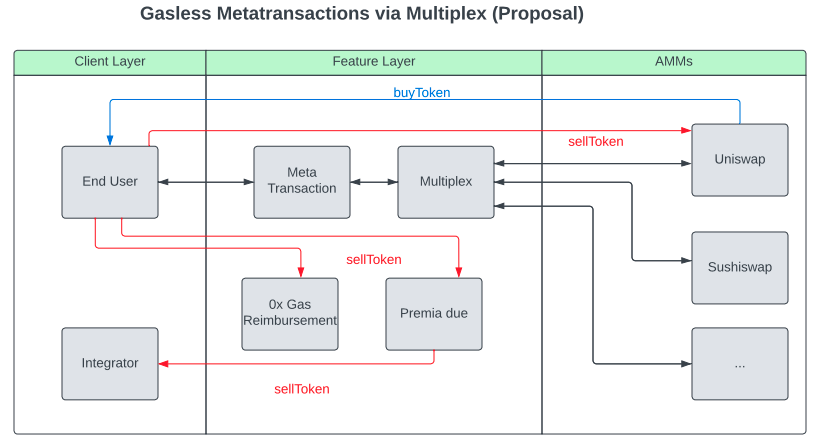 Gasless Metatransactions via Multiplex (Proposal)
Client Layer
Feature Layer
AMMs
buyToken
sellToken
End User
Meta
Transaction
Multiplex
Uniswap
sellToken
Sushiswap
0x Gas
Reimbursement
Premia due
Integrator
...
sellToken